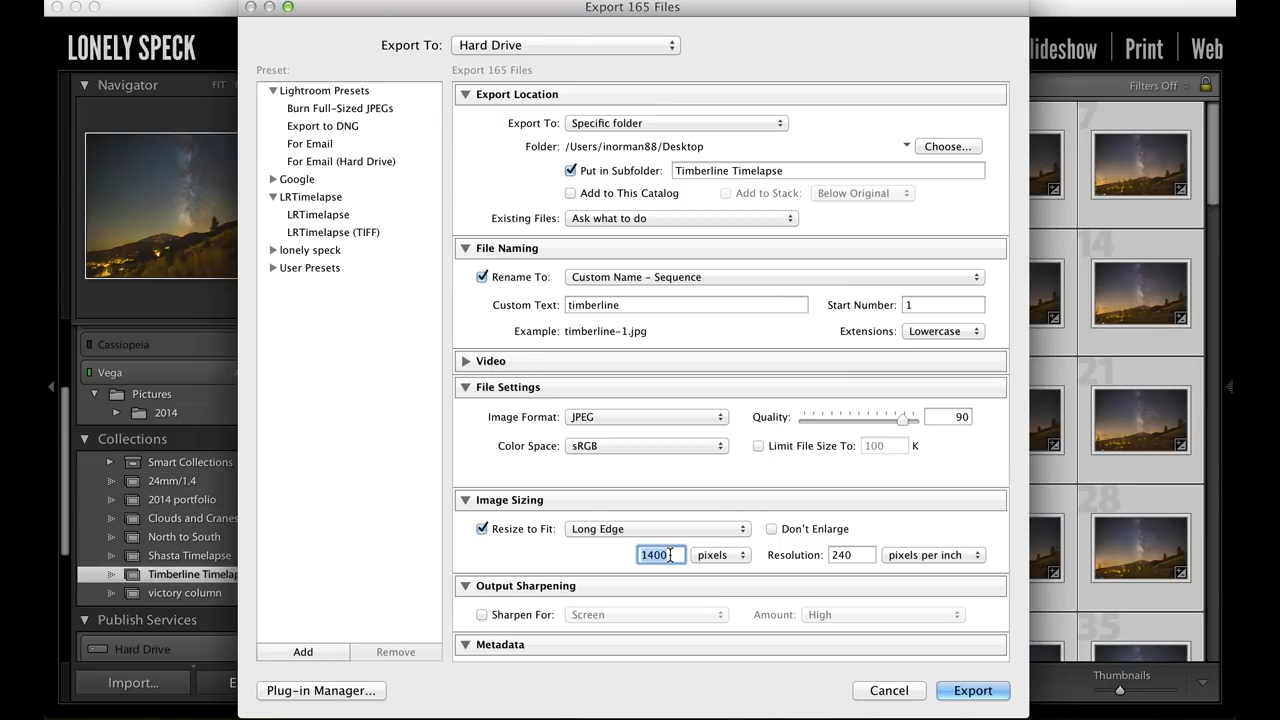 Export 165 Files
LONELY SPECK
lideshow | Print | Web
Export To: Hard Drive
Preset:
Export 165 Files
Navigator FIT
Filters Off
Lightroom Presets
Burn Full-Sized JPEGs
Export to DNG
For Email
For Email (Hard Drive)
Google
LRTimelapse
LRTimelapse
LRTimelapse (TIFF)
lonely speck
User Presets
Export Location
Export To: Specific folder
Folder: /Users/inorman88/Desktop Choose...
Put in Subfolder: Timberline Timelapse
Add to This Catalog Add to Stack: Below Original
Existing Files: Ask what to do
File Naming
Rename To: Custom Name - Sequence
Custom Text: timberline Start Number: 1
Example: timberline-1.jpg Extensions: Lowercase
Video
File Settings
Image Format: JPEG Quality: 90
Color Space: sRGB Limit File Size To: 100 K
Image Sizing
Resize to Fit: Long Edge Don't Enlarge
1400 pixels Resolution: 240 pixels per inch
Output Sharpening
Sharpen For: Screen Amount: High
Metadata
Add Remove
Plug-in Manager... Cancel Export
Cassiopeia
Vega
Pictures
2014
Collections
Smart Collections
24mm/1.4
2014 portfolio
Clouds and Cranes
North to South
Shasta Timelapse
Timberline Timelap
victory column
Publish Services
Hard Drive
Import... E
7
14
21
28
35
Thumbnails